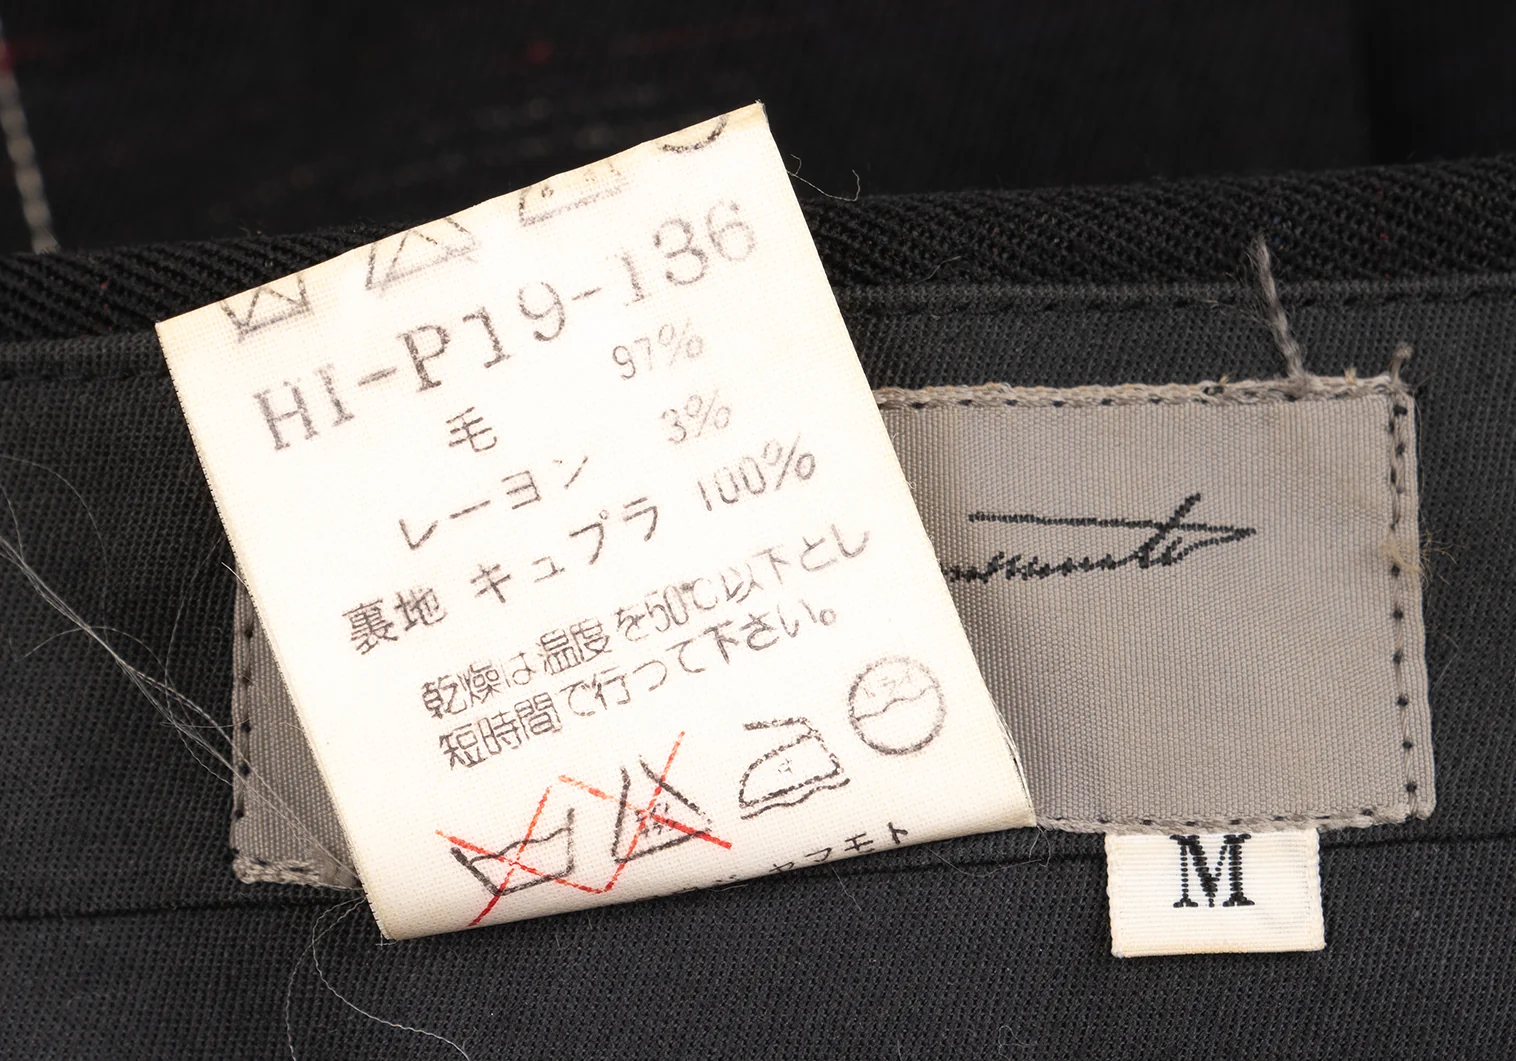 HI-P19-136
毛 97%
レーヨン 3%
裏地 キュプラ 100%
乾燥は温度を50℃以下とし
短時間で行って下さい。
ヤマモト
M